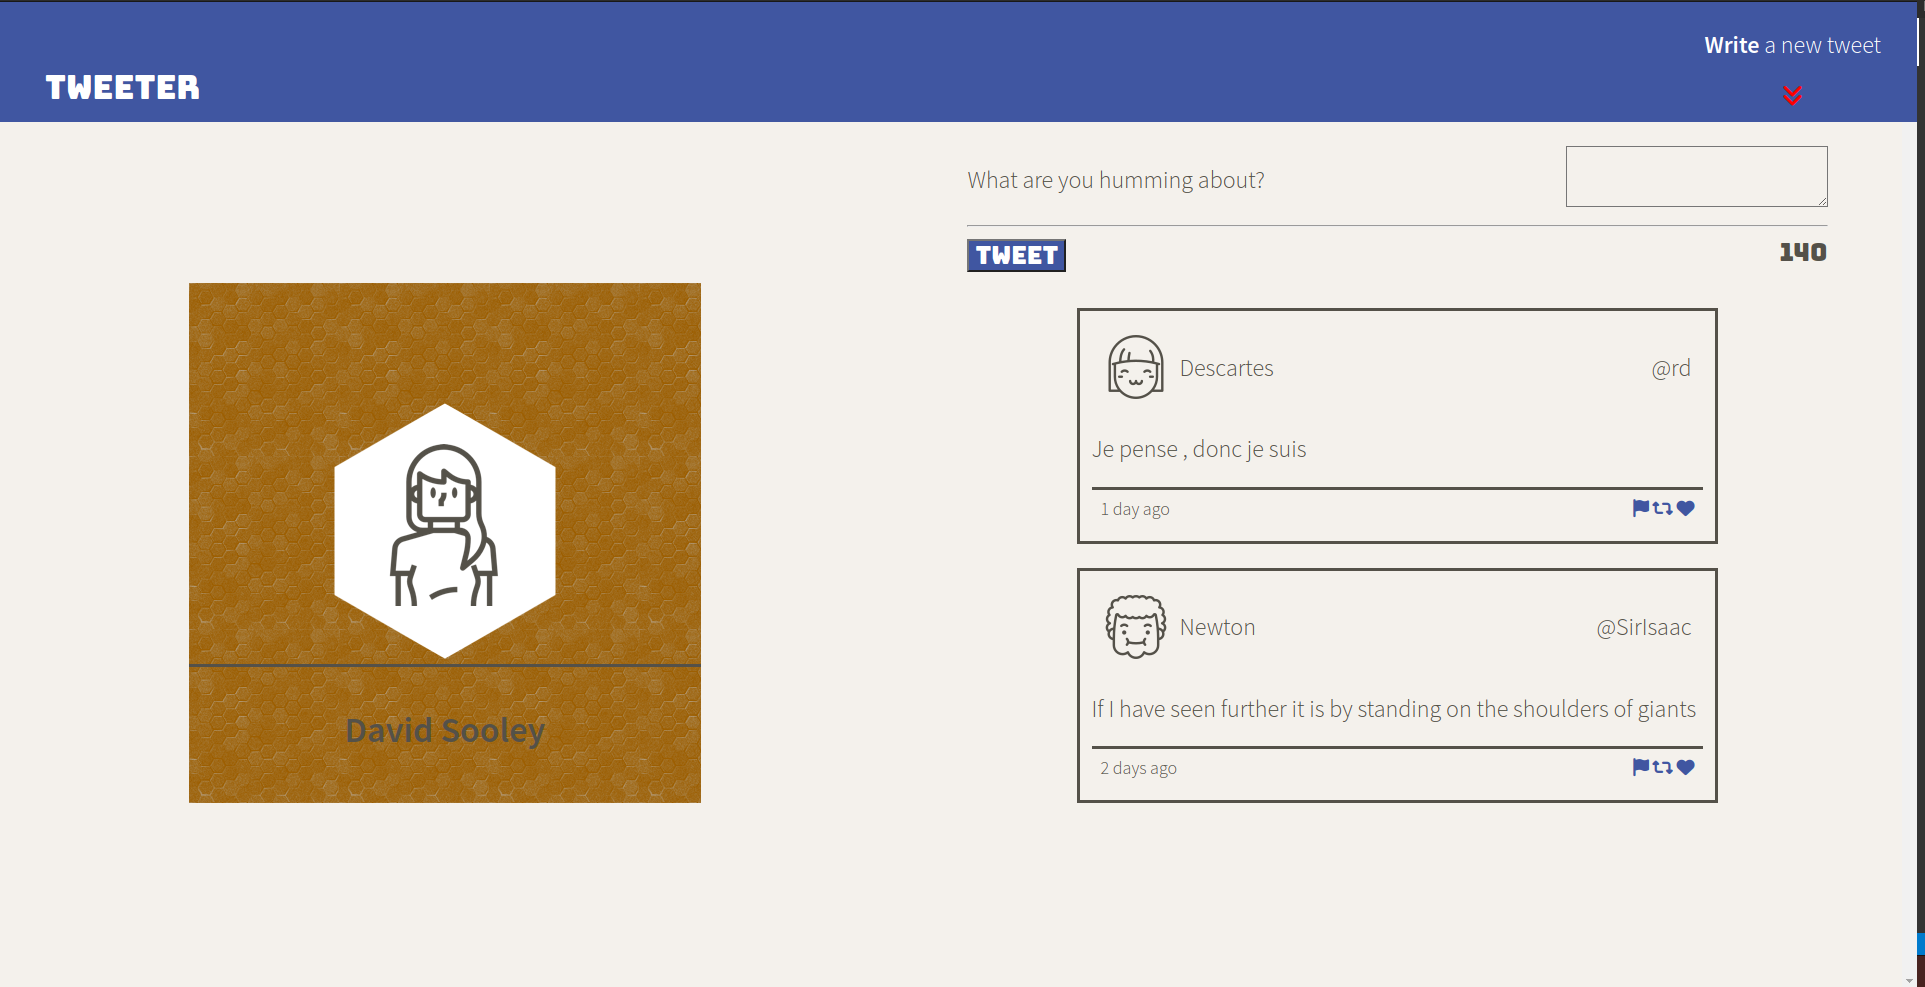 TWEETER
Write a new tweet
What are you humming about?
TWEET
140
David Sooley
Descartes
@rd
Je pense , donc je suis
1 day ago
Newton
@SirIsaac
If I have seen further it is by standing on the shoulders of giants
2 days ago